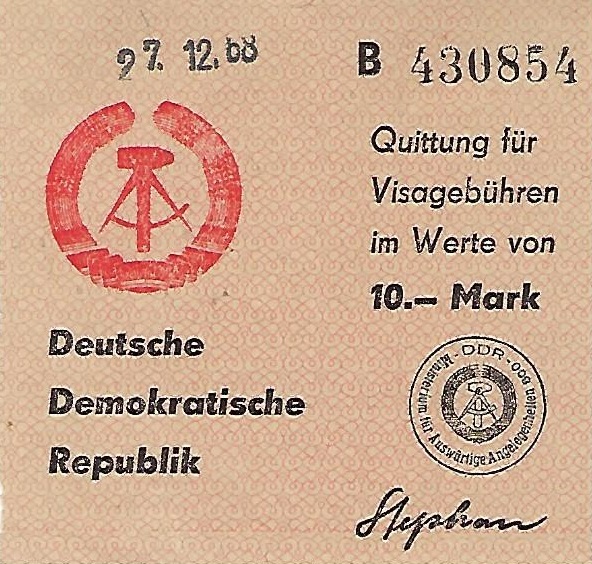 27. 12. 68
B 430854
Quittung für
Visagebühren
im Werte von
10.— Mark
Deutsche
Demokratische
Republik
-DDR-000
Ministerium für Auswärtige Angelegenheiten
Stephan